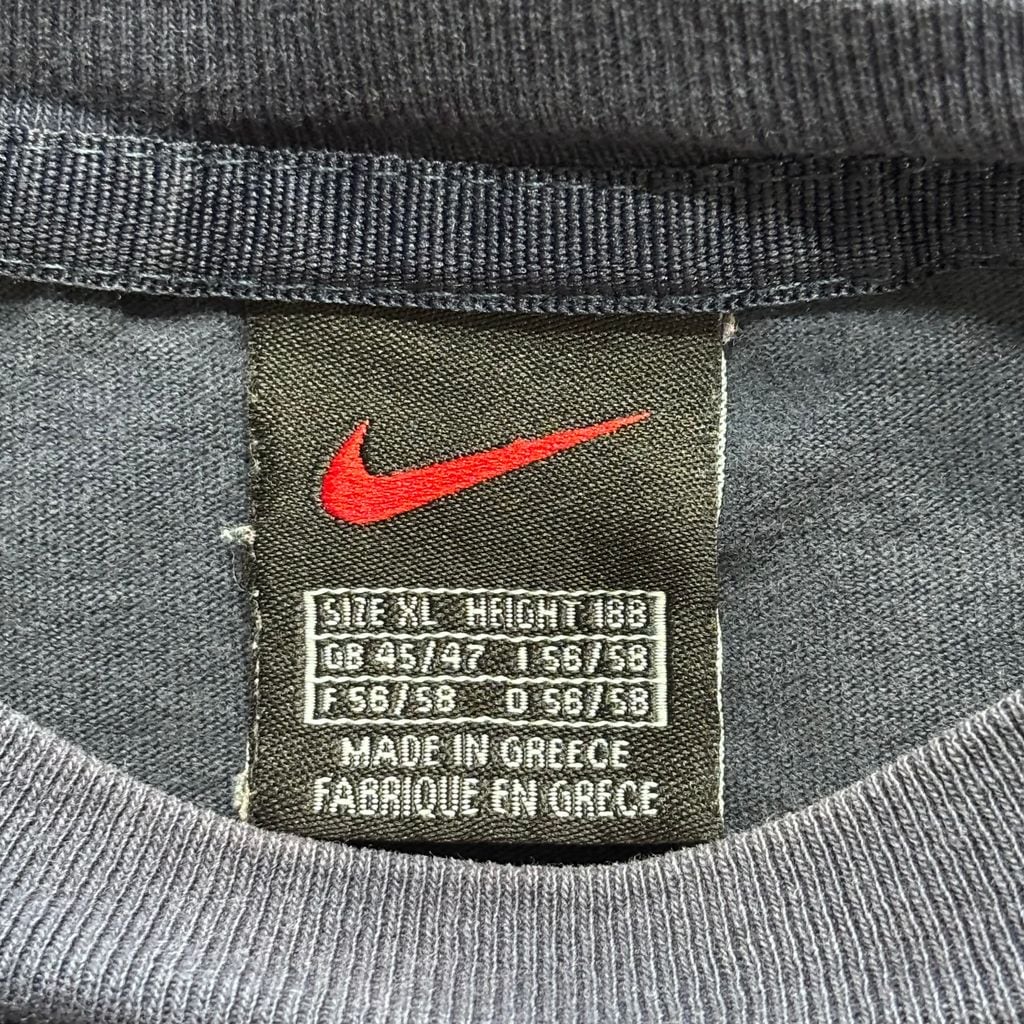 SIZE XL HEIGHT 188
GB 45/47 I 56/58
F 56/58 D 56/58
MADE IN GREECE
FABRIQUE EN GRECE